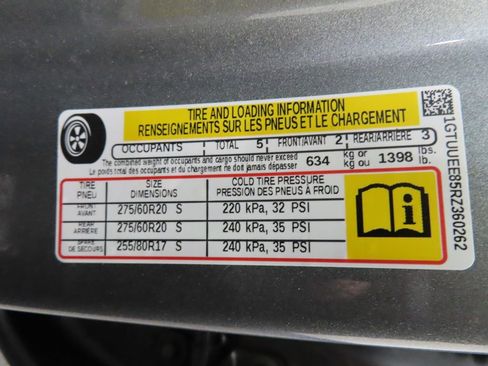 TIRE AND LOADING INFORMATION
RENSEIGNEMENTS SUR LES PNEUS ET LE CHARGEMENT
OCCUPANTS TOTAL 5 FRONT/AVANT 2 REAR/ARRIÈRE 3
The combined weight of occupants and cargo should never exceed 634 kg or 1398 lbs.
Le poids total des occupants et du chargement ne doit jamais dépasser kg ou lb.
TIRE SIZE COLD TIRE PRESSURE
PNEU DIMENSIONS PRESSION DES PNEUS À FROID
FRONT
AVANT 275/60R20 S 220 kPa, 32 PSI
REAR
ARRIÈRE 275/60R20 S 240 kPa, 35 PSI
SPARE
DE SECOURS 255/80R17 S 240 kPa, 35 PSI
i
1GTUUEE85RZ360262